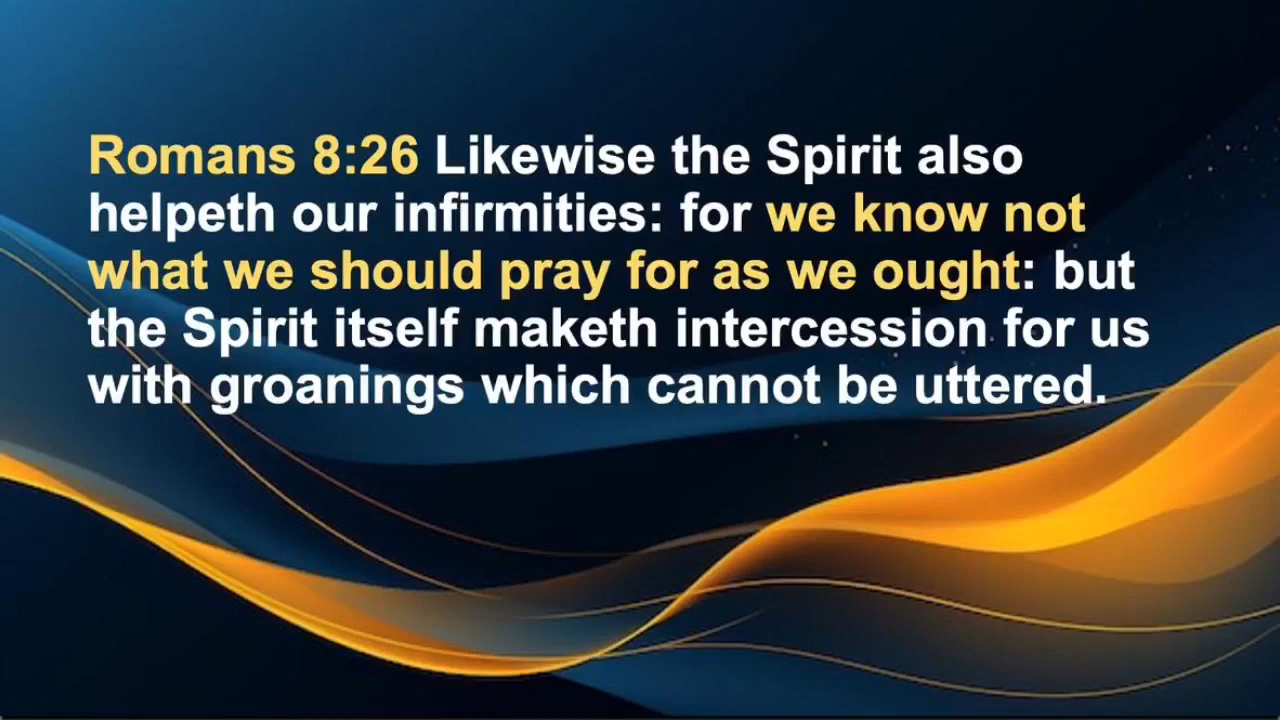 Romans 8:26 Likewise the Spirit also
helpeth our infirmities: for we know not
what we should pray for as we ought: but
the Spirit itself maketh intercession for us
with groanings which cannot be uttered.